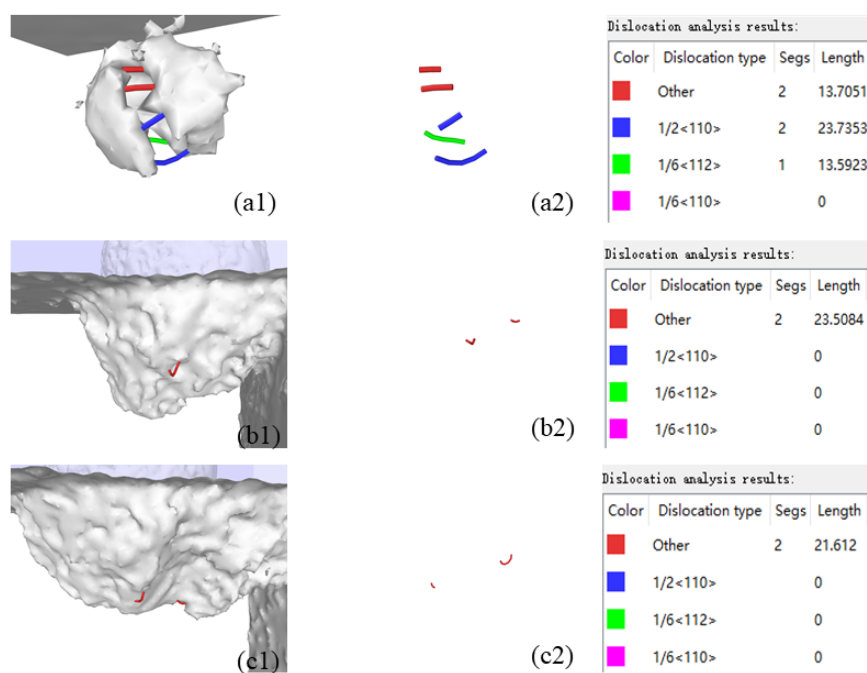 Dislocation analysis results:
Color Dislocation type Segs Length
Other 2 13.7051
1/2<110> 2 23.7353
1/6<112> 1 13.5923
1/6<110> 0
(a1) (a2)
Dislocation analysis results:
Color Dislocation type Segs Length
Other 2 23.5084
1/2<110> 0
1/6<112> 0
1/6<110> 0
(b1) (b2)
Dislocation analysis results:
Color Dislocation type Segs Length
Other 2 21.612
1/2<110> 0
1/6<112> 0
1/6<110> 0
(c1) (c2)